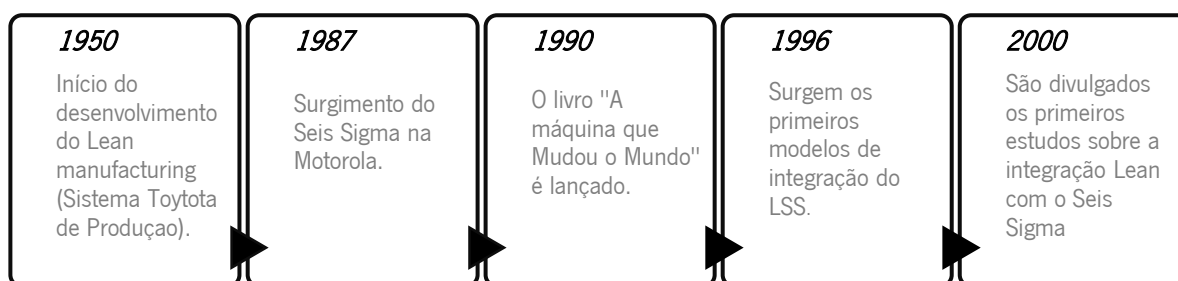 1950
Início do
desenvolvimento
do Lean
manufacturing
(Sistema Toytota
de Produçao).
1987
Surgimento do
Seis Sigma na
Motorola.
1990
O livro "A
máquina que
Mudou o Mundo"
é lançado.
1996
Surgem os
primeiros
modelos de
integração do
LSS.
2000
São divulgados
os primeiros
estudos sobre a
integração Lean
com o Seis
Sigma